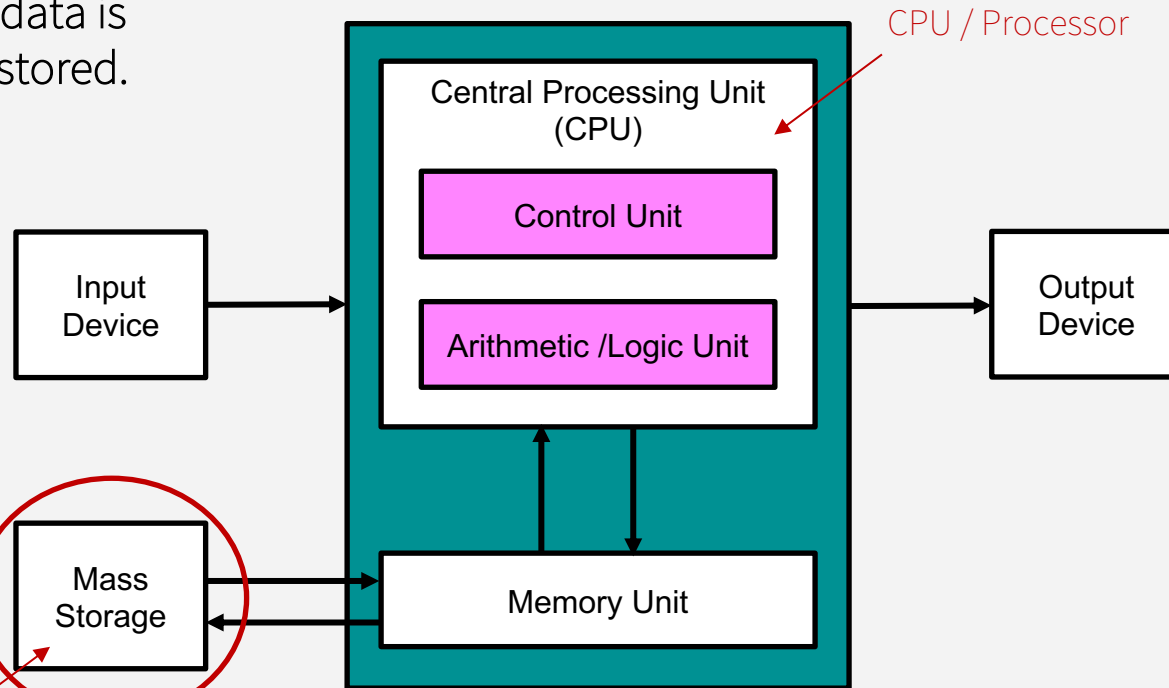 data is
stored.
CPU / Processor
Central Processing Unit
(CPU)
Control Unit
Arithmetic /Logic Unit
Input
Device
Output
Device
Mass
Storage
Memory Unit